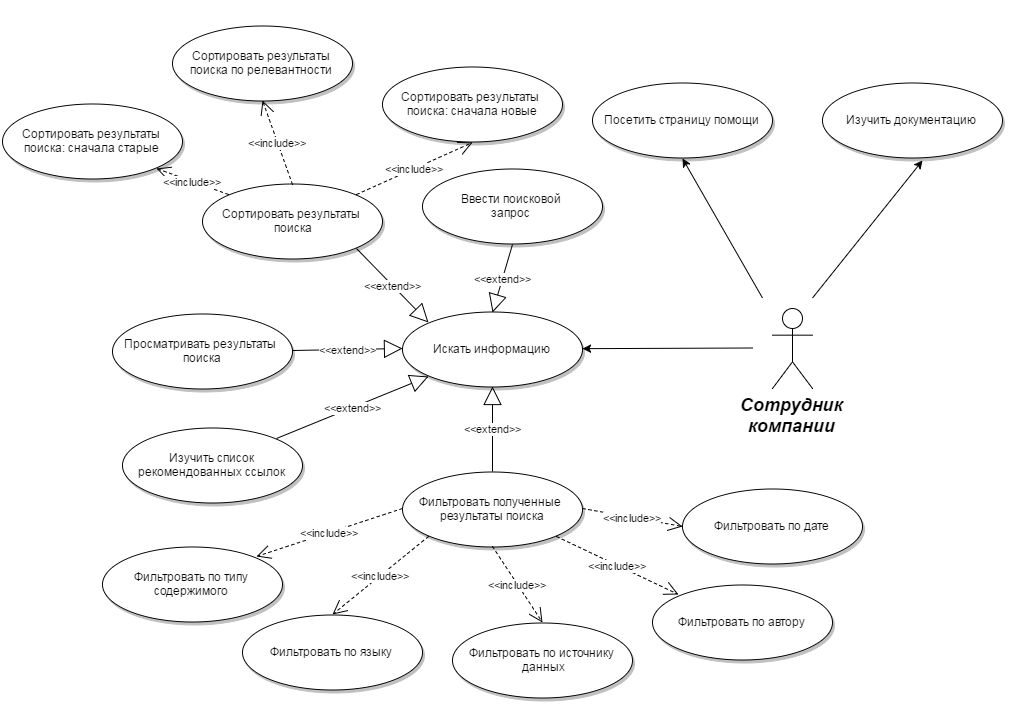 Сортировать результаты
поиска по релевантности
Сортировать результаты
поиска: сначала новые
Посетить страницу помощи
Изучить документацию
Сортировать результаты
поиска: сначала старые
<<include>>
<<include>>
<<include>>
Сортировать результаты
поиска
Ввести поисковой
запрос
<<extend>>
<<extend>>
Просматривать результаты
поиска
<<extend>>
Искать информацию
Сотрудник
компании
<<extend>>
<<extend>>
Изучить список
рекомендованных ссылок
Фильтровать полученные
результаты поиска
<<include>>
<<include>>
<<include>>
<<include>>
<<include>>
Фильтровать по дате
Фильтровать по типу
содержимого
Фильтровать по автору
Фильтровать по языку
Фильтровать по источнику
данных